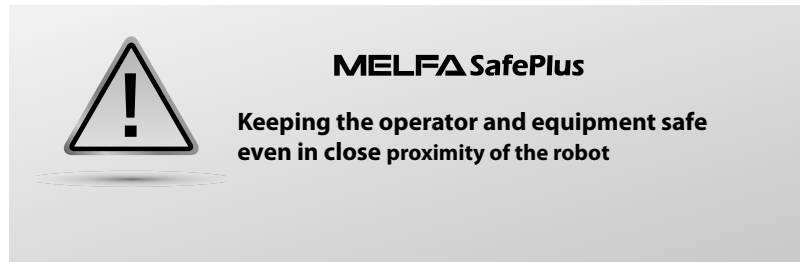 !
MELFA SafePlus
Keeping the operator and equipment safe
even in close proximity of the robot